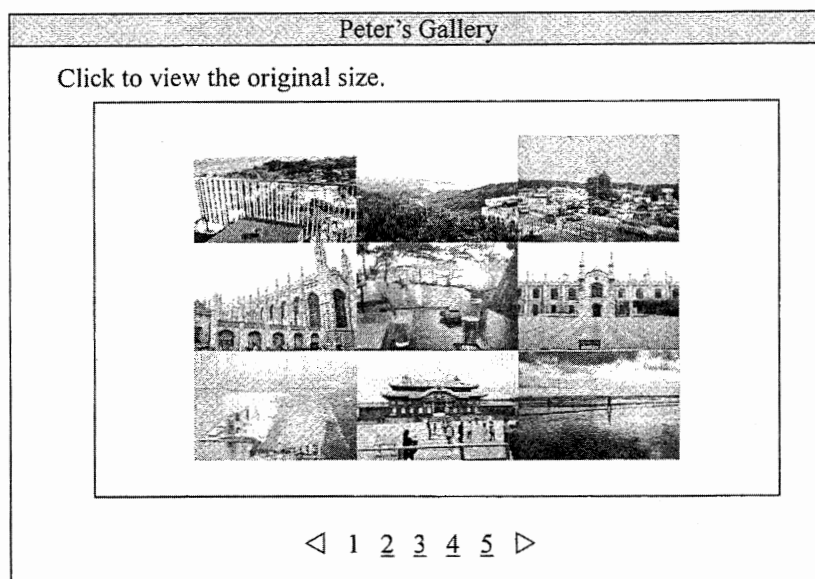 Peter's Gallery
Click to view the original size.
◁ 1 2 3 4 5 ▷